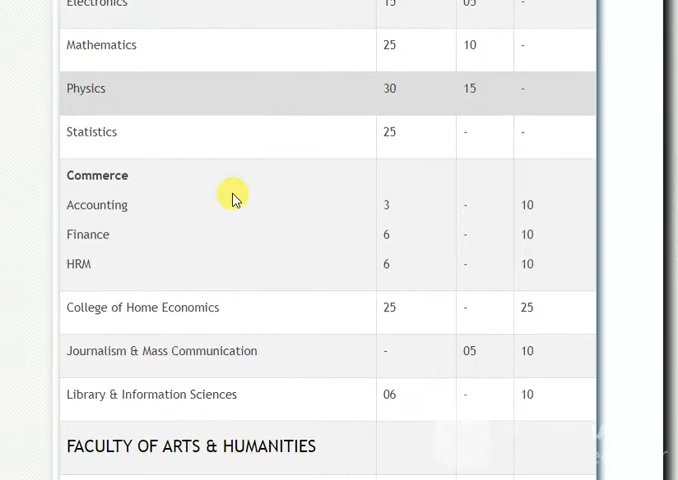 Electronics 15 05 -
Mathematics 25 10 -
Physics 30 15 -
Statistics 25 - -
Commerce
Accounting 3 - 10
Finance 6 - 10
HRM 6 - 10
College of Home Economics 25 - 25
Journalism & Mass Communication - 05 10
Library & Information Sciences 06 - 10
FACULTY OF ARTS & HUMANITIES